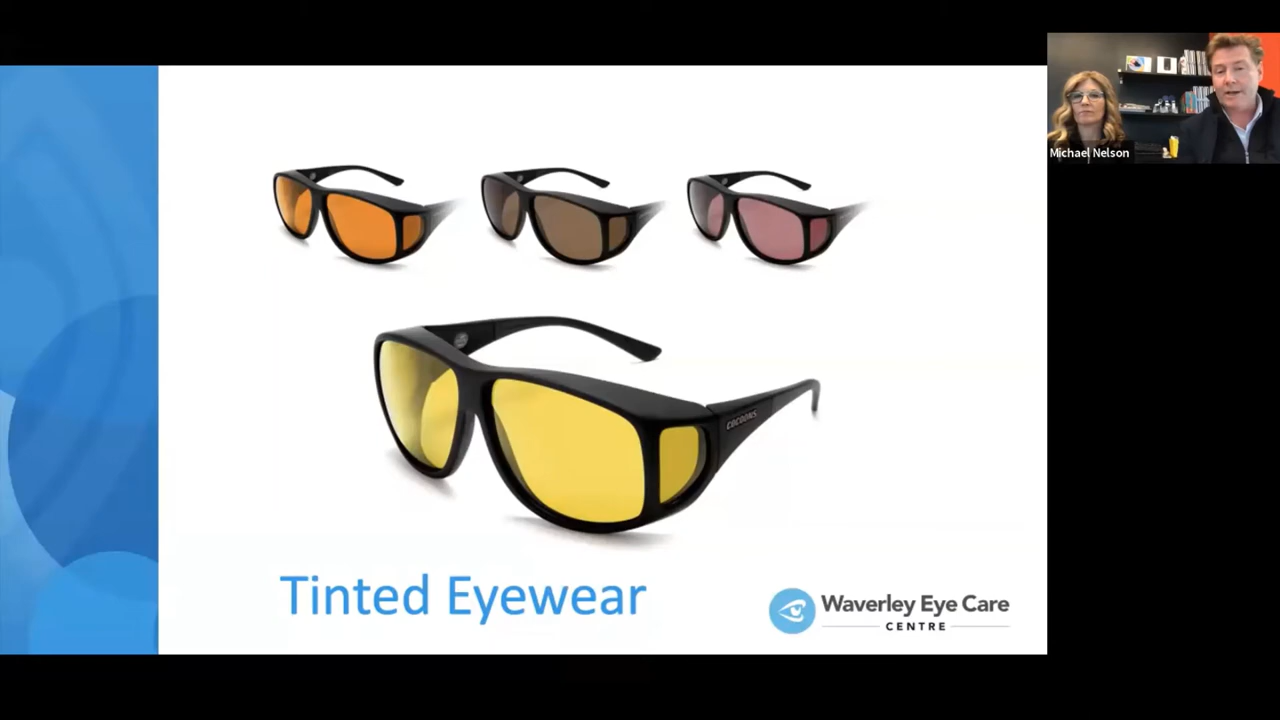 Michael Nelson
COCOONS
Tinted Eyewear
Waverley Eye Care
CENTRE